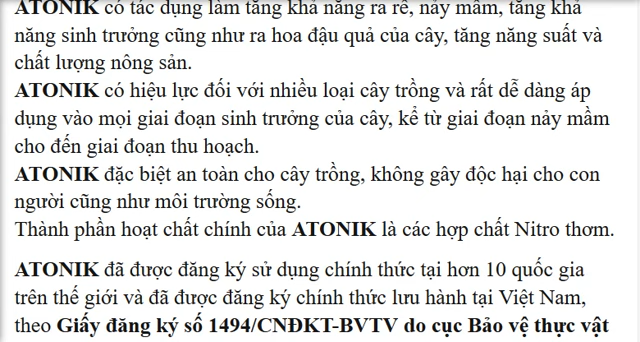 ATONIK có tác dụng làm tăng khả năng ra rễ, nảy mầm, tăng khả
năng sinh trưởng cũng như ra hoa đậu quả của cây, tăng năng suất và
chất lượng nông sản.
ATONIK có hiệu lực đối với nhiều loại cây trồng và rất dễ dàng áp
dụng vào mọi giai đoạn sinh trưởng của cây, kể từ giai đoạn nảy mầm
cho đến giai đoạn thu hoạch.
ATONIK đặc biệt an toàn cho cây trồng, không gây độc hại cho con
người cũng như môi trường sống.
Thành phần hoạt chất chính của ATONIK là các hợp chất Nitro thơm.
ATONIK đã được đăng ký sử dụng chính thức tại hơn 10 quốc gia
trên thế giới và đã được đăng ký chính thức lưu hành tại Việt Nam,
theo Giấy đăng ký số 1494/CNĐKT-BVTV do cục Bảo vệ thực vật